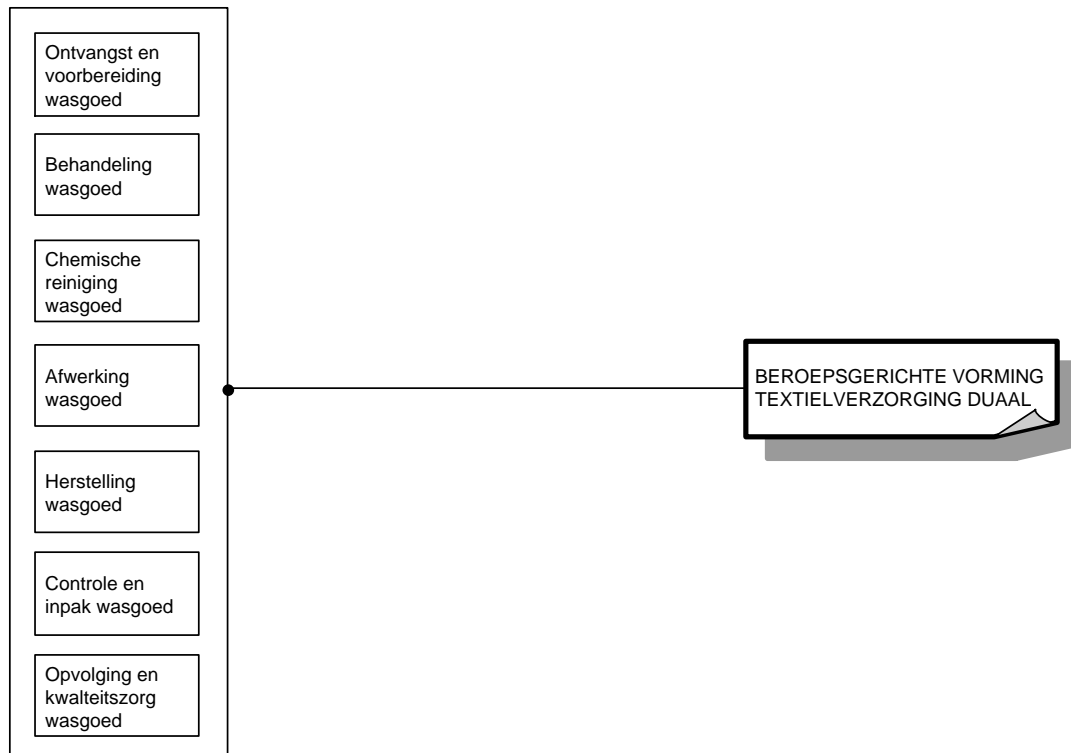 Ontvangst en
voorbereiding
wasgoed
Behandeling
wasgoed
Chemische
reiniging
wasgoed
Afwerking
wasgoed
Herstelling
wasgoed
Controle en
inpak wasgoed
Opvolging en
kwalteitszorg
wasgoed
BEROEPSGERICHTE VORMING
TEXTIELVERZORGING DUAAL